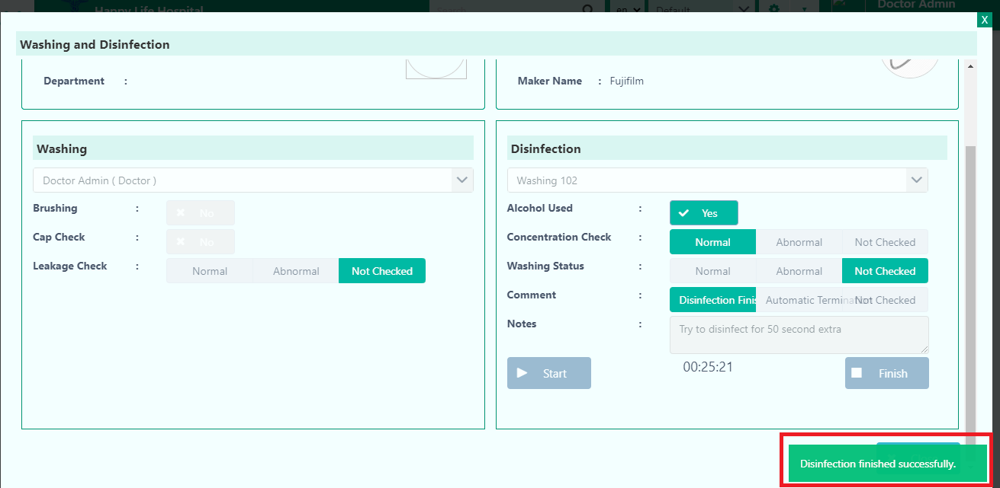 Happy Life Hospital
Search
en
Default
Doctor Admin
X
Washing and Disinfection
Department :
Maker Name : Fujifilm
Washing
Doctor Admin ( Doctor )
Brushing : No
Cap Check : No
Leakage Check : Normal Abnormal Not Checked
Disinfection
Washing 102
Alcohol Used : Yes
Concentration Check : Normal Abnormal Not Checked
Washing Status : Normal Abnormal Not Checked
Comment : Disinfection Finis Automatic Termination Not Checked
Notes : Try to disinfect for 50 second extra
Start 00:25:21 Finish
Disinfection finished successfully.